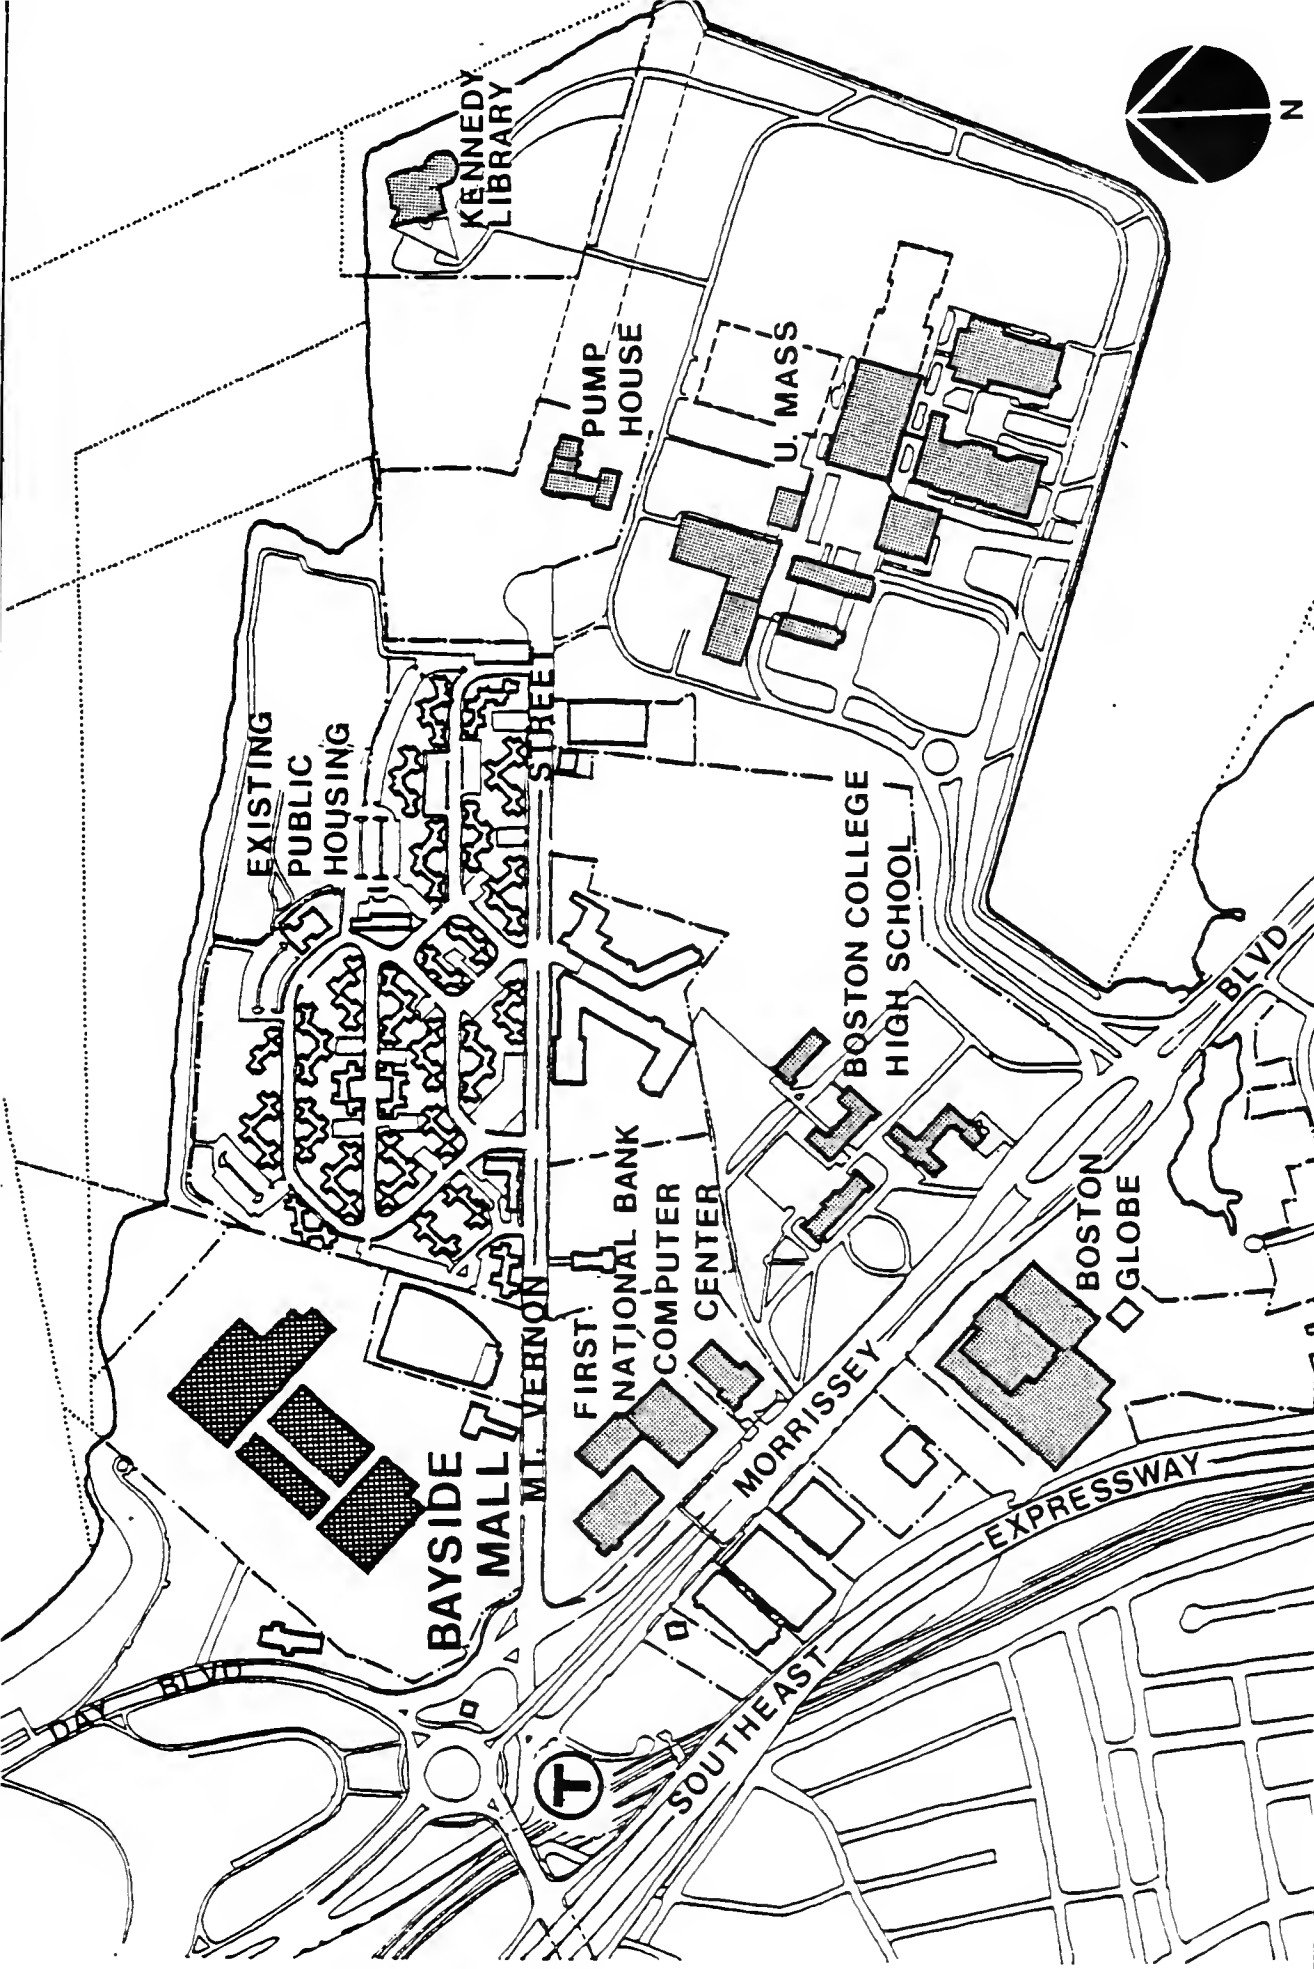 KENNEDY
LIBRARY
N
PUMP
HOUSE
U. MASS
EXISTING
PUBLIC
HOUSING
MT. VERNON STREET
BOSTON COLLEGE
HIGH SCHOOL
FIRST
NATIONAL BANK
COMPUTER
CENTER
BAYSIDE
MALL
MORRISSEY BLVD
BOSTON
GLOBE
SOUTHEAST EXPRESSWAY
DAY BLVD
T